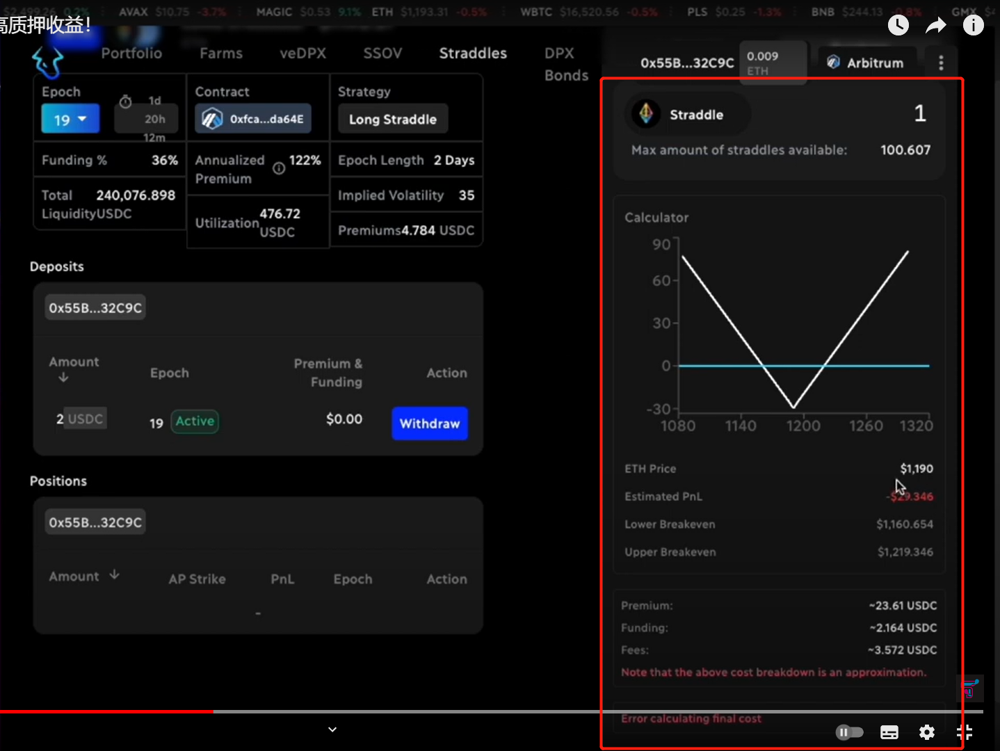 $2,499.26 0.2% AVAX $10.75 -3.7% MAGIC $0.53 9.1% ETH $1,193.31 -0.5% WBTC $16,520.56 -0.5% PLS $0.25 -1.3% BNB $244.13 -0.8% GMX
高质押收益！
Portfolio Farms veDPX SSOV Straddles DPX Bonds
0x55B...32C9C 0.009 ETH Arbitrum
Epoch
19
1d 20h 12m
Contract
0xfca...da64E
Strategy
Long Straddle
Funding % 36%
Annualized Premium 122%
Epoch Length 2 Days
Total Liquidity 240,076.898 USDC
Utilization 476.72 USDC
Implied Volatility 35
Premiums 4.784 USDC
Deposits
0x55B...32C9C
Amount Epoch Premium & Funding Action
2 USDC 19 Active $0.00 Withdraw
Positions
0x55B...32C9C
Amount AP Strike PnL Epoch Action
-
Straddle 1
Max amount of straddles available: 100.607
Calculator
90
60
30
0
-30
1080 1140 1200 1260 1320
ETH Price $1,190
Estimated PnL -$29.346
Lower Breakeven $1,160.654
Upper Breakeven $1,219.346
Premium: ~23.61 USDC
Funding: ~2.164 USDC
Fees: ~3.572 USDC
Note that the above cost breakdown is an approximation.
Error calculating final cost